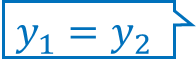 y₁ = y₂